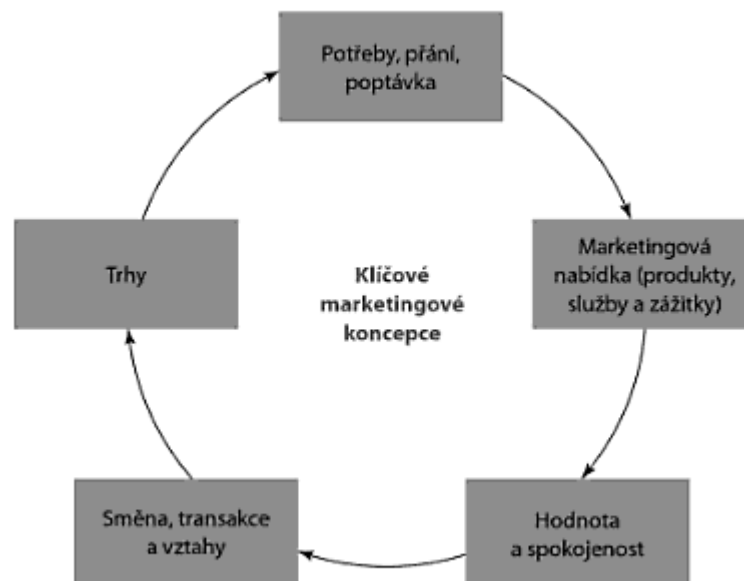 Potřeby, přání,
poptávka
Marketingová
nabídka (produkty,
služby a zážitky)
Hodnota
a spokojenost
Směna, transakce
a vztahy
Trhy
Klíčové
marketingové
koncepce